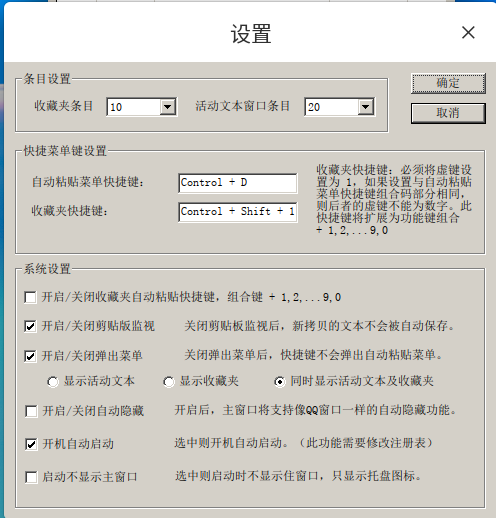 设置
条目设置
收藏夹条目 10 活动文本窗口条目 20
确定
取消
快捷菜单键设置
自动粘贴菜单快捷键: Control + D
收藏夹快捷键: Control + Shift + 1
收藏夹快捷键: 必须将虚键设
置为 1, 如果设置与自动粘贴
菜单快捷键组合码部分相同,
则后者的虚键不能为数字。此
快捷键将扩展为功能键组合
+ 1,2,...9,0
系统设置
开启/关闭收藏夹自动粘贴快捷键, 组合键 + 1,2,...9,0
开启/关闭剪贴版监视 关闭剪贴板监视后, 新拷贝的文本不会被自动保存。
开启/关闭弹出菜单 关闭弹出菜单后, 快捷键不会弹出自动粘贴菜单。
显示活动文本 显示收藏夹 同时显示活动文本及收藏夹
开启/关闭自动隐藏 开启后, 主窗口将支持像QQ窗口一样的自动隐藏功能。
开机自动启动 选中则开机自动启动。(此功能需要修改注册表)
启动不显示主窗口 选中则启动时不显示住窗口, 只显示托盘图标。